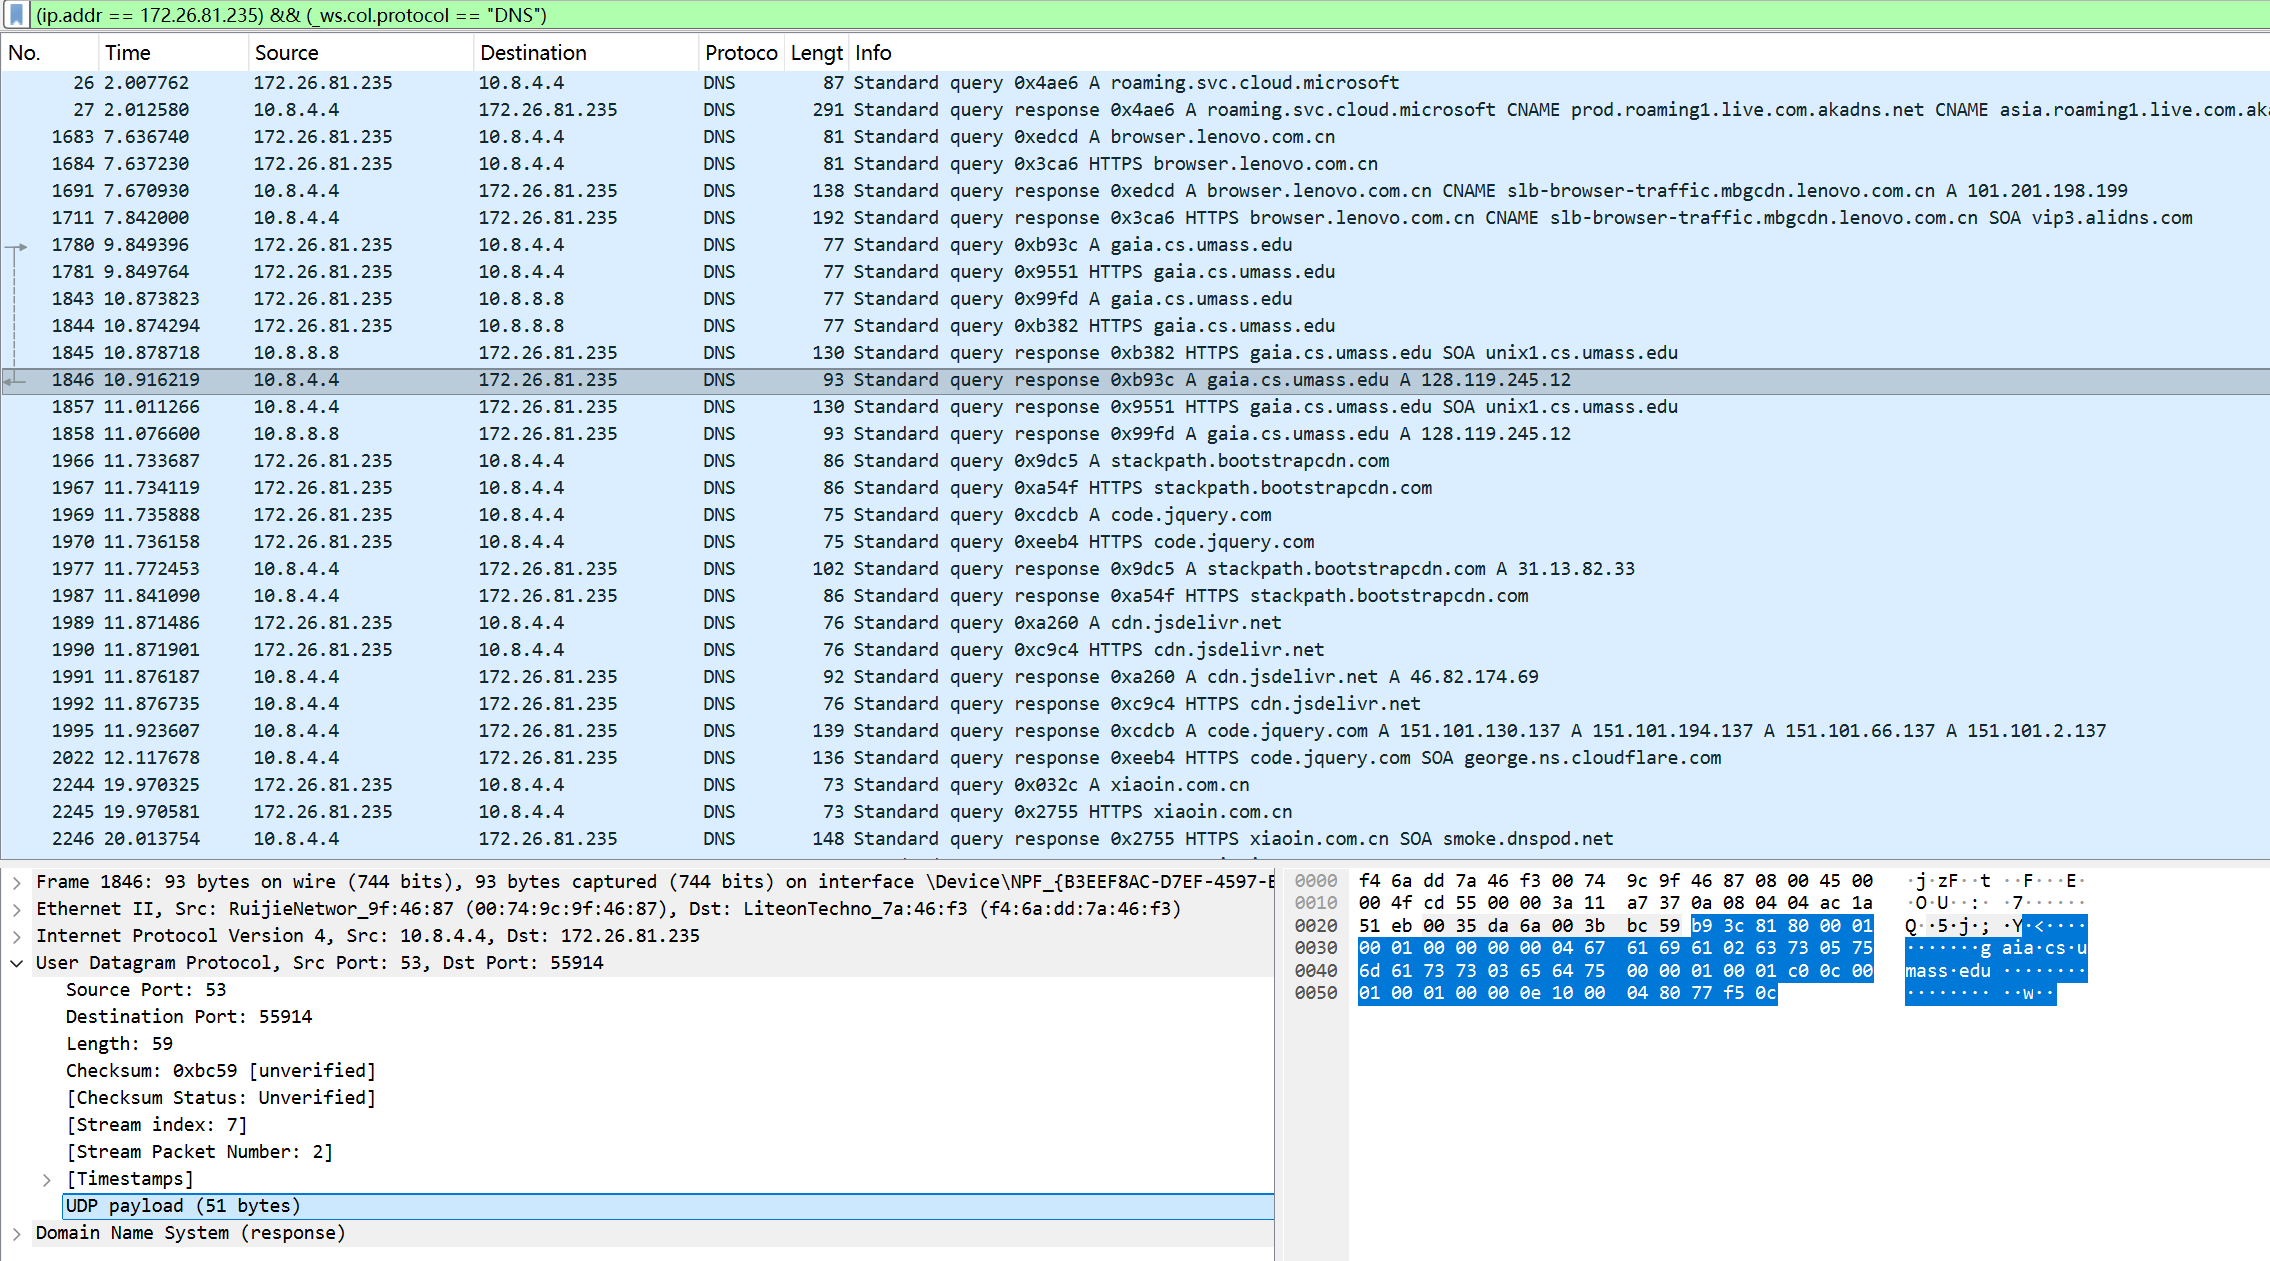 (ip.addr == 172.26.81.235) && (_ws.col.protocol == "DNS")
No. Time Source Destination Protoco Lengt Info
26 2.007762 172.26.81.235 10.8.4.4 DNS 87 Standard query 0x4ae6 A roaming.svc.cloud.microsoft
27 2.012580 10.8.4.4 172.26.81.235 DNS 291 Standard query response 0x4ae6 A roaming.svc.cloud.microsoft CNAME prod.roaming1.live.com.akadns.net CNAME asia.roaming1.live.com.aka
1683 7.636740 172.26.81.235 10.8.4.4 DNS 81 Standard query 0xedcd A browser.lenovo.com.cn
1684 7.637230 172.26.81.235 10.8.4.4 DNS 81 Standard query 0x3ca6 HTTPS browser.lenovo.com.cn
1691 7.670930 10.8.4.4 172.26.81.235 DNS 138 Standard query response 0xedcd A browser.lenovo.com.cn CNAME slb-browser-traffic.mbgcdn.lenovo.com.cn A 101.201.198.199
1711 7.842000 10.8.4.4 172.26.81.235 DNS 192 Standard query response 0x3ca6 HTTPS browser.lenovo.com.cn CNAME slb-browser-traffic.mbgcdn.lenovo.com.cn SOA vip3.alidns.com
1780 9.849396 172.26.81.235 10.8.4.4 DNS 77 Standard query 0xb93c A gaia.cs.umass.edu
1781 9.849764 172.26.81.235 10.8.4.4 DNS 77 Standard query 0x9551 HTTPS gaia.cs.umass.edu
1843 10.873823 172.26.81.235 10.8.8.8 DNS 77 Standard query 0x99fd A gaia.cs.umass.edu
1844 10.874294 172.26.81.235 10.8.8.8 DNS 77 Standard query 0xb382 HTTPS gaia.cs.umass.edu
1845 10.878718 10.8.8.8 172.26.81.235 DNS 130 Standard query response 0xb382 HTTPS gaia.cs.umass.edu SOA unix1.cs.umass.edu
1846 10.916219 10.8.4.4 172.26.81.235 DNS 93 Standard query response 0xb93c A gaia.cs.umass.edu A 128.119.245.12
1857 11.011266 10.8.4.4 172.26.81.235 DNS 130 Standard query response 0x9551 HTTPS gaia.cs.umass.edu SOA unix1.cs.umass.edu
1858 11.076600 10.8.8.8 172.26.81.235 DNS 93 Standard query response 0x99fd A gaia.cs.umass.edu A 128.119.245.12
1966 11.733687 172.26.81.235 10.8.4.4 DNS 86 Standard query 0x9dc5 A stackpath.bootstrapcdn.com
1967 11.734119 172.26.81.235 10.8.4.4 DNS 86 Standard query 0xa54f HTTPS stackpath.bootstrapcdn.com
1969 11.735888 172.26.81.235 10.8.4.4 DNS 75 Standard query 0xcdcb A code.jquery.com
1970 11.736158 172.26.81.235 10.8.4.4 DNS 75 Standard query 0xeeb4 HTTPS code.jquery.com
1977 11.772453 10.8.4.4 172.26.81.235 DNS 102 Standard query response 0x9dc5 A stackpath.bootstrapcdn.com A 31.13.82.33
1987 11.841090 10.8.4.4 172.26.81.235 DNS 86 Standard query response 0xa54f HTTPS stackpath.bootstrapcdn.com
1989 11.871486 172.26.81.235 10.8.4.4 DNS 76 Standard query 0xa260 A cdn.jsdelivr.net
1990 11.871901 172.26.81.235 10.8.4.4 DNS 76 Standard query 0xc9c4 HTTPS cdn.jsdelivr.net
1991 11.876187 10.8.4.4 172.26.81.235 DNS 92 Standard query response 0xa260 A cdn.jsdelivr.net A 46.82.174.69
1992 11.876735 10.8.4.4 172.26.81.235 DNS 76 Standard query response 0xc9c4 HTTPS cdn.jsdelivr.net
1995 11.923607 10.8.4.4 172.26.81.235 DNS 139 Standard query response 0xcdcb A code.jquery.com A 151.101.130.137 A 151.101.194.137 A 151.101.66.137 A 151.101.2.137
2022 12.117678 10.8.4.4 172.26.81.235 DNS 136 Standard query response 0xeeb4 HTTPS code.jquery.com SOA george.ns.cloudflare.com
2244 19.970325 172.26.81.235 10.8.4.4 DNS 73 Standard query 0x032c A xiaoin.com.cn
2245 19.970581 172.26.81.235 10.8.4.4 DNS 73 Standard query 0x2755 HTTPS xiaoin.com.cn
2246 20.013754 10.8.4.4 172.26.81.235 DNS 148 Standard query response 0x2755 HTTPS xiaoin.com.cn SOA smoke.dnspod.net
Frame 1846: 93 bytes on wire (744 bits), 93 bytes captured (744 bits) on interface \Device\NPF_{B3EEF8AC-D7EF-4597-E
Ethernet II, Src: RuijieNetwor_9f:46:87 (00:74:9c:9f:46:87), Dst: LiteonTechno_7a:46:f3 (f4:6a:dd:7a:46:f3)
Internet Protocol Version 4, Src: 10.8.4.4, Dst: 172.26.81.235
User Datagram Protocol, Src Port: 53, Dst Port: 55914
Source Port: 53
Destination Port: 55914
Length: 59
Checksum: 0xbc59 [unverified]
[Checksum Status: Unverified]
[Stream index: 7]
[Stream Packet Number: 2]
[Timestamps]
UDP payload (51 bytes)
Domain Name System (response)
0000 f4 6a dd 7a 46 f3 00 74 9c 9f 46 87 08 00 45 00 ·j·zF··t ··F···E·
0010 00 4f cd 55 00 00 3a 11 a7 37 0a 08 04 04 ac 1a ·O·U··:· ·7······
0020 51 eb 00 35 da 6a 00 3b bc 59 b9 3c 81 80 00 01 Q··5·j·; ·Y·<····
0030 00 01 00 00 00 00 04 67 61 69 61 02 63 73 05 75 ·······g aia·cs·u
0040 6d 61 73 73 03 65 64 75 00 00 01 00 01 c0 0c 00 mass·edu ········
0050 01 00 01 00 00 0e 10 00 04 80 77 f5 0c ········ ··w··